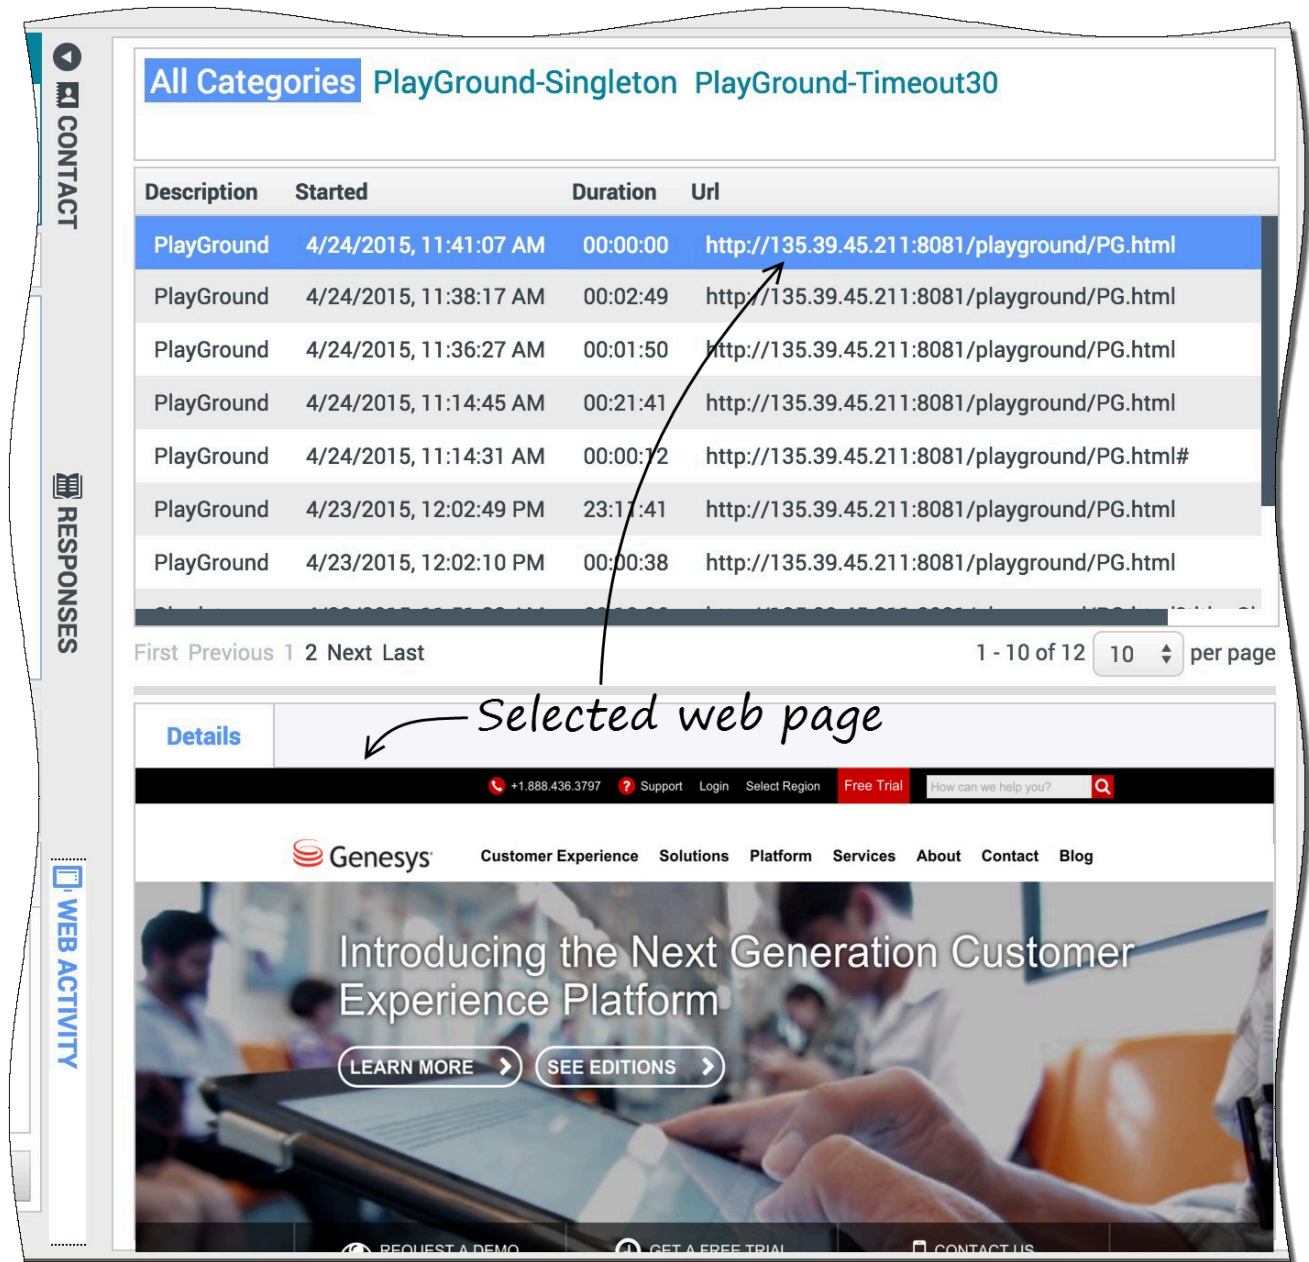 CONTACT
RESPONSES
WEB ACTIVITY
All Categories PlayGround-Singleton PlayGround-Timeout30
Description Started Duration Url
PlayGround 4/24/2015, 11:41:07 AM 00:00:00 http://135.39.45.211:8081/playground/PG.html
PlayGround 4/24/2015, 11:38:17 AM 00:02:49 http://135.39.45.211:8081/playground/PG.html
PlayGround 4/24/2015, 11:36:27 AM 00:01:50 http://135.39.45.211:8081/playground/PG.html
PlayGround 4/24/2015, 11:14:45 AM 00:21:41 http://135.39.45.211:8081/playground/PG.html
PlayGround 4/24/2015, 11:14:31 AM 00:00:12 http://135.39.45.211:8081/playground/PG.html#
PlayGround 4/23/2015, 12:02:49 PM 23:11:41 http://135.39.45.211:8081/playground/PG.html
PlayGround 4/23/2015, 12:02:10 PM 00:00:38 http://135.39.45.211:8081/playground/PG.html
First Previous 1 2 Next Last 1 - 10 of 12 10 per page
Selected web page
Details
+1.888.436.3797 ? Support Login Select Region Free Trial How can we help you?
Genesys Customer Experience Solutions Platform Services About Contact Blog
Introducing the Next Generation Customer
Experience Platform
LEARN MORE SEE EDITIONS
REQUEST A DEMO GET A FREE TRIAL CONTACT US